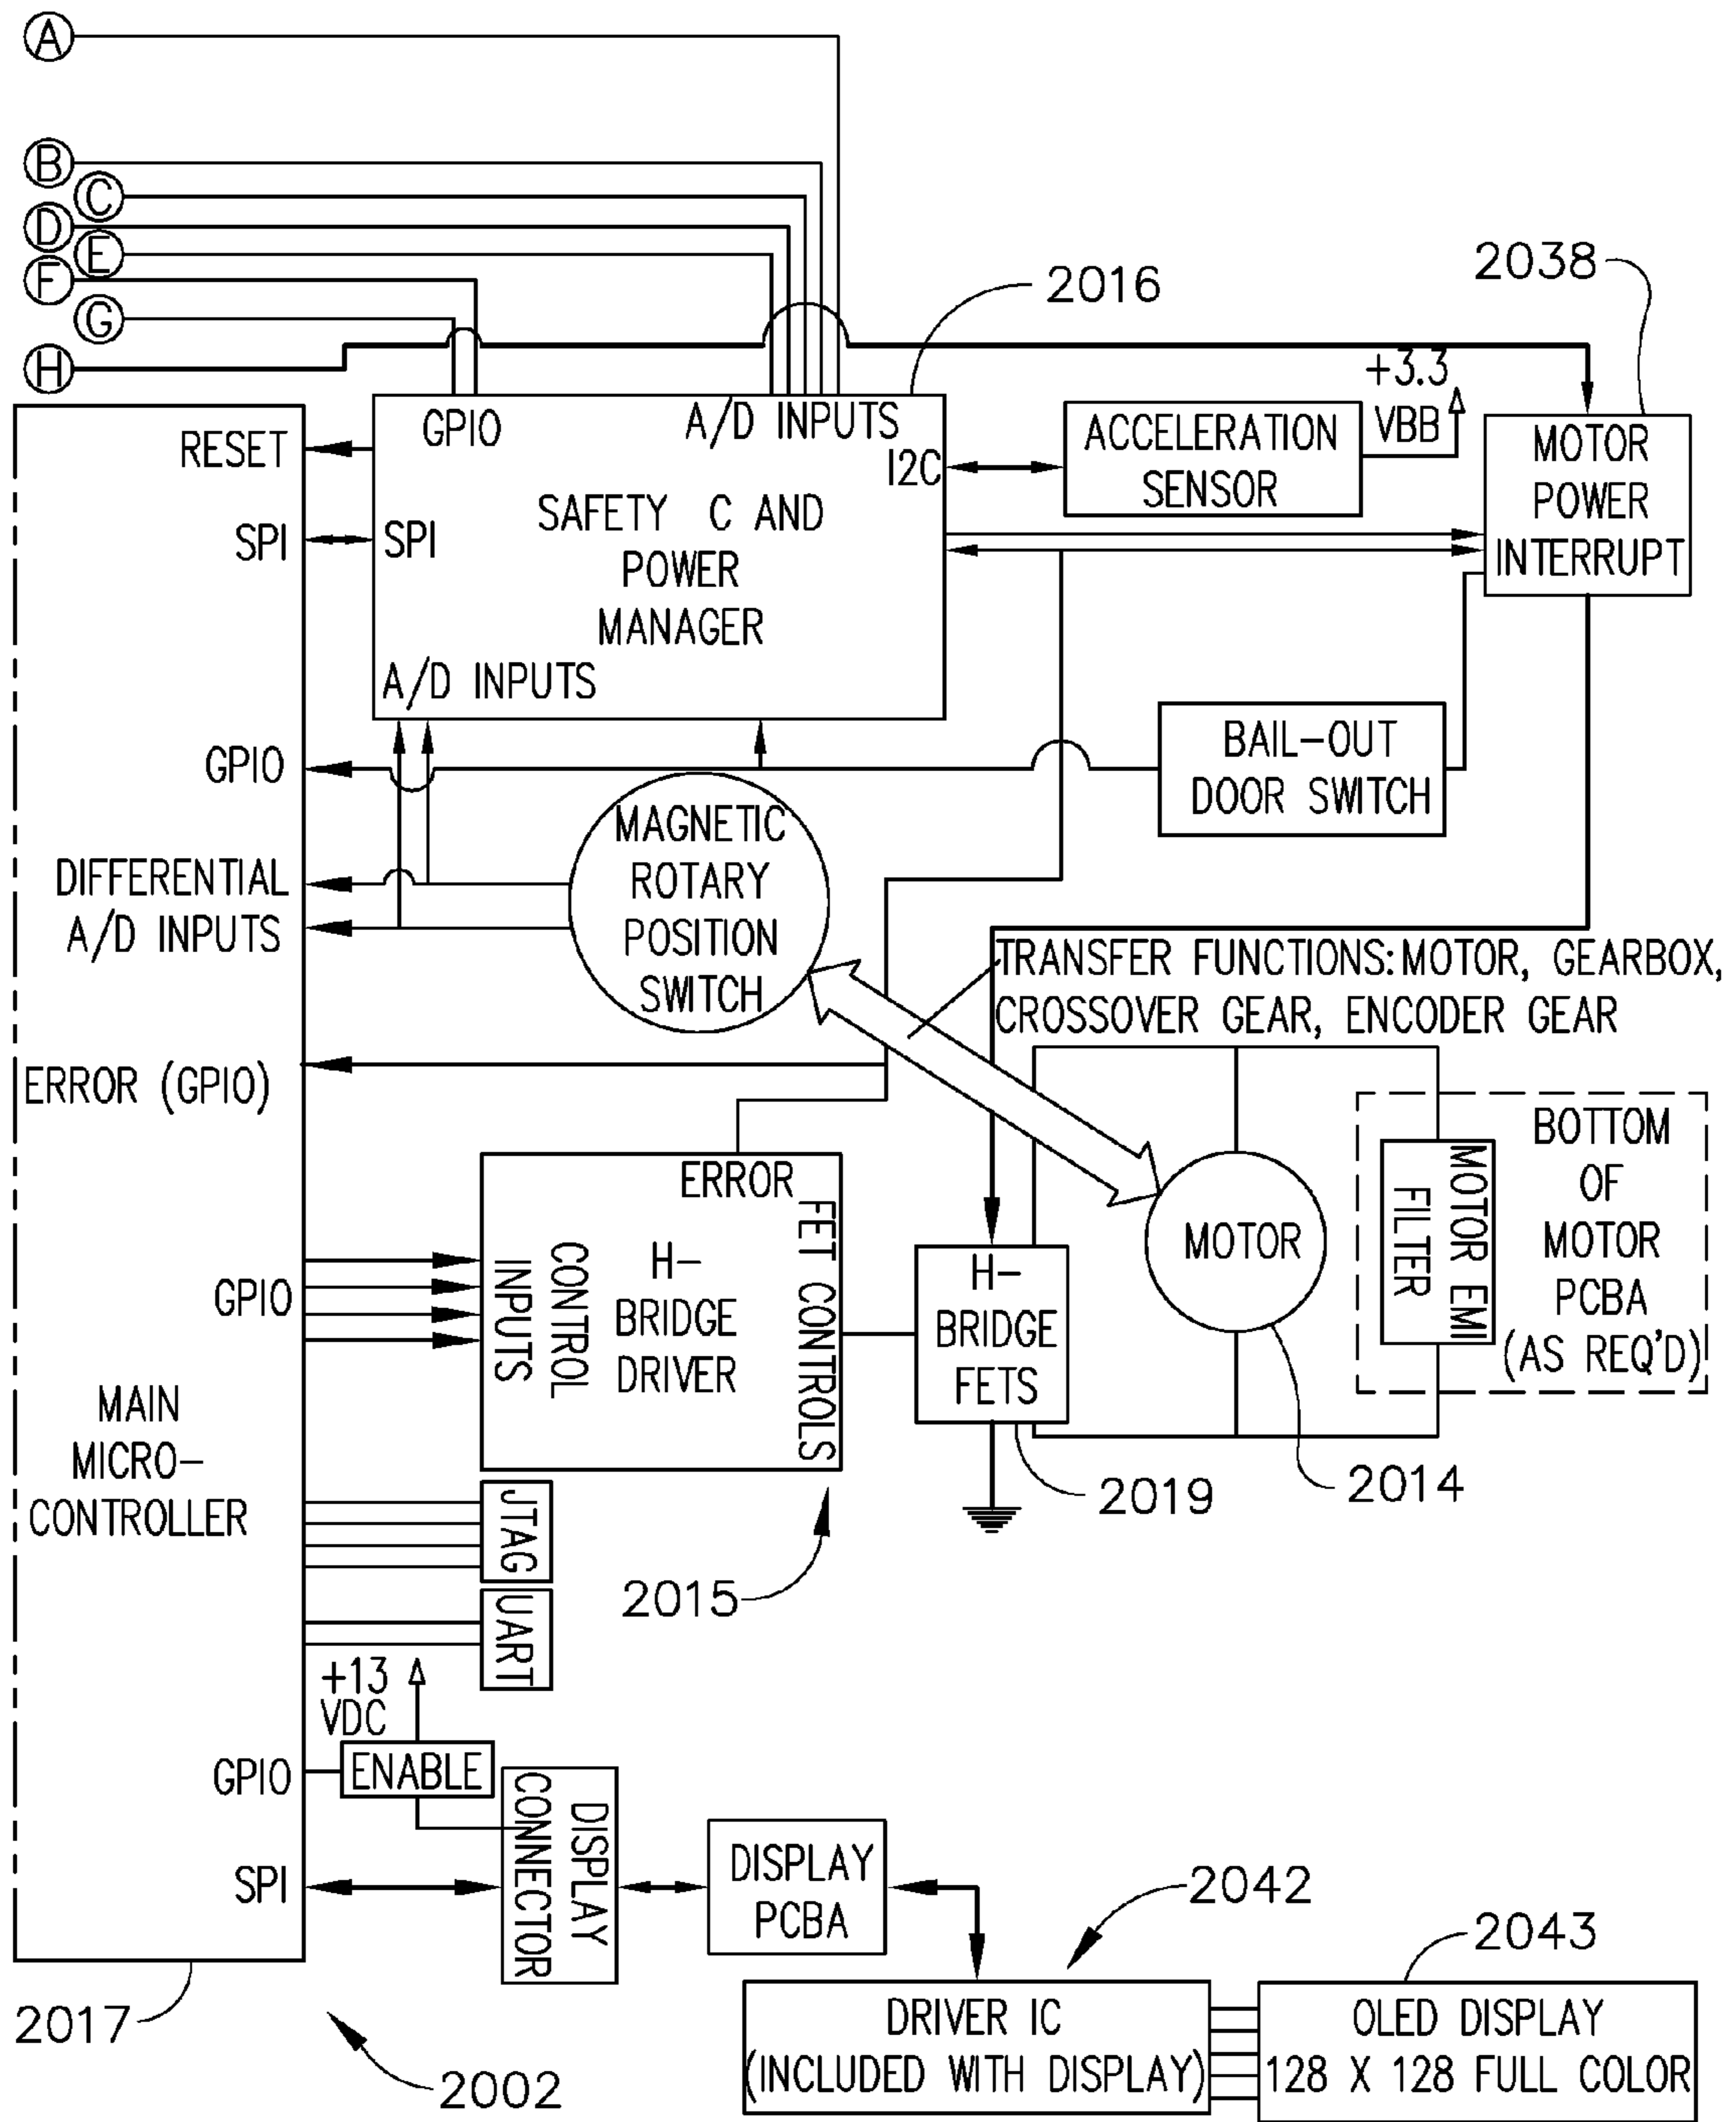 A
B
C
D
E
F
G
H
2016
2038
+3.3
VBB
GPIO
A/D INPUTS
I2C
SPI
SAFETY C AND
POWER
MANAGER
A/D INPUTS
ACCELERATION
SENSOR
MOTOR
POWER
INTERRUPT
RESET
SPI
GPIO
DIFFERENTIAL
A/D INPUTS
ERROR (GPIO)
GPIO
MAIN
MICRO-
CONTROLLER
GPIO
SPI
BAIL-OUT
DOOR SWITCH
MAGNETIC
ROTARY
POSITION
SWITCH
TRANSFER FUNCTIONS: MOTOR, GEARBOX,
CROSSOVER GEAR, ENCODER GEAR
ERROR
CONTROL
INPUTS
H-
BRIDGE
DRIVER
FET CONTROLS
H-
BRIDGE
FETS
MOTOR
MOTOR EMI
FILTER
BOTTOM
OF
MOTOR
PCBA
(AS REQ'D)
2019
2014
2015
JTAG
UART
+13
VDC
ENABLE
DISPLAY
CONNECTOR
DISPLAY
PCBA
2042
2043
DRIVER IC
(INCLUDED WITH DISPLAY)
OLED DISPLAY
128 X 128 FULL COLOR
2017
2002